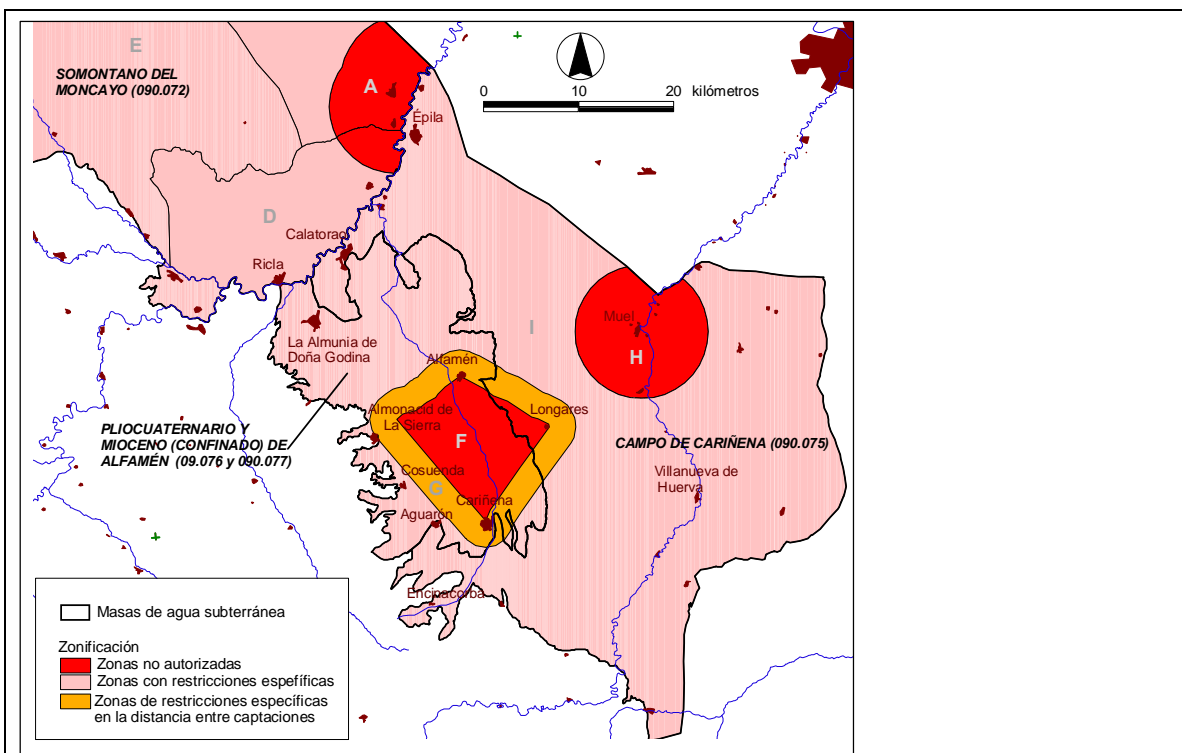 E
SOMONTANO DEL
MONCAYO (090.072)
A
0 10 20 kilómetros
Épila
D
Calatorao
Ricla
La Almunia de
Doña Godina
I
Muel
H
Alfamén
Almonacid de
La Sierra
Longares
PLIOCUATERNARIO Y
MIOCENO (CONFINADO) DE
ALFAMÉN (09.076 y 090.077)
F
CAMPO DE CARIÑENA (090.075)
Cosuenda
G
Cariñena
Aguarón
Villanueva de
Huerva
Encinacorba
Masas de agua subterránea
Zonificación
Zonas no autorizadas
Zonas con restricciones espefíficas
Zonas de restricciones específicas
en la distancia entre captaciones